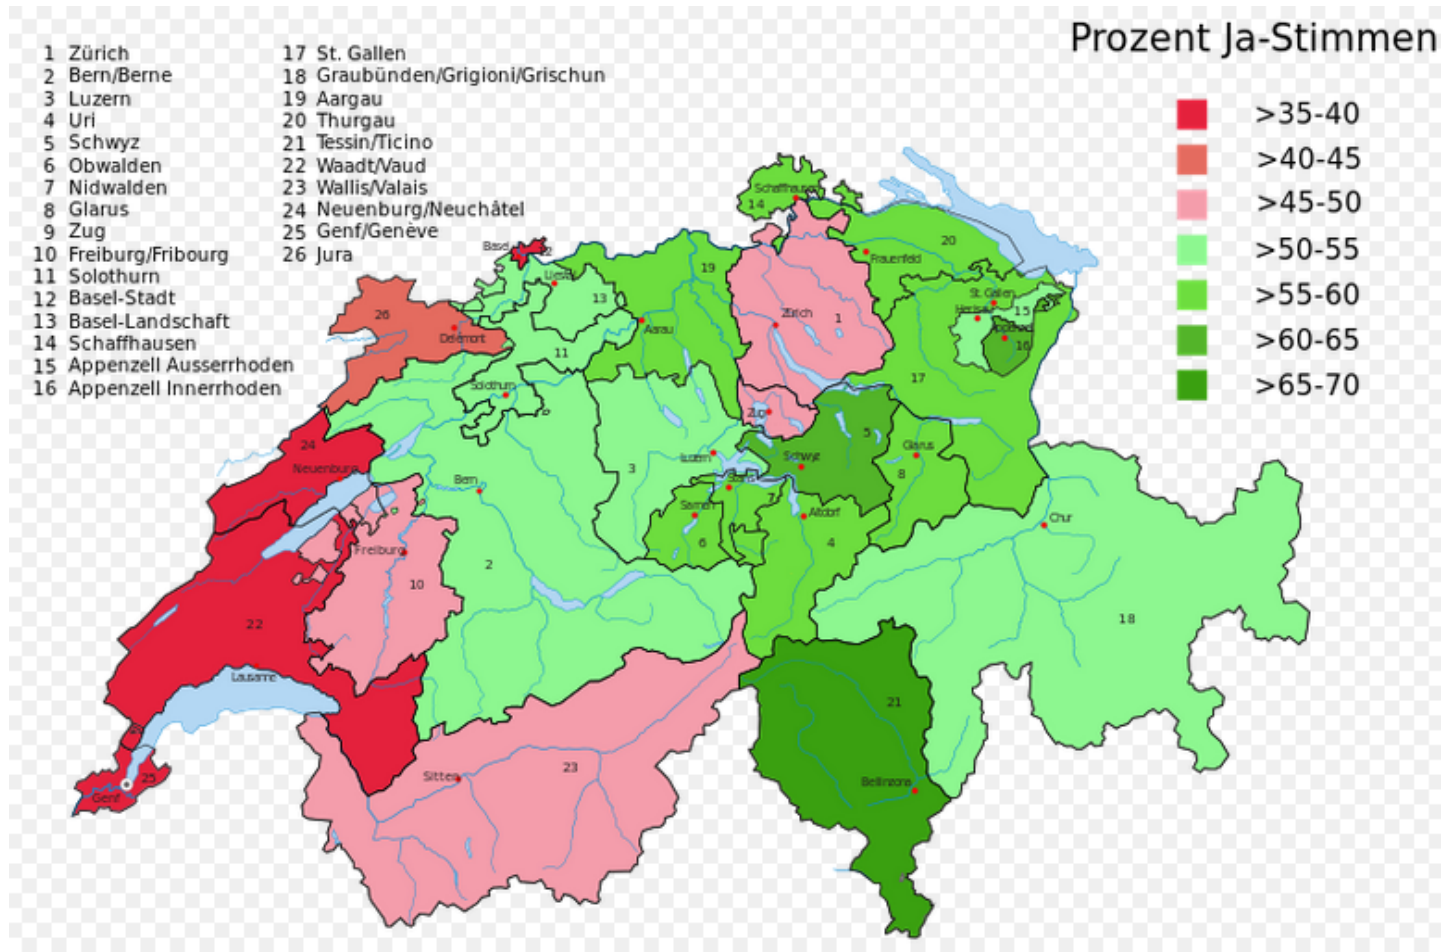 Prozent Ja-Stimmen
>35-40
>40-45
>45-50
>50-55
>55-60
>60-65
>65-70
1 Zürich
2 Bern/Berne
3 Luzern
4 Uri
5 Schwyz
6 Obwalden
7 Nidwalden
8 Glarus
9 Zug
10 Freiburg/Fribourg
11 Solothurn
12 Basel-Stadt
13 Basel-Landschaft
14 Schaffhausen
15 Appenzell Ausserrhoden
16 Appenzell Innerrhoden
17 St. Gallen
18 Graubünden/Grigioni/Grischun
19 Aargau
20 Thurgau
21 Tessin/Ticino
22 Waadt/Vaud
23 Wallis/Valais
24 Neuenburg/Neuchâtel
25 Genf/Genève
26 Jura
Schaffhausen
14
20
Frauenfeld
Basel
19
13
St. Gallen
Herisau
15
Appenzell
16
26
Delémont
Aarau
Zürich
1
11
17
Solothurn
Zug
5
24
Neuenburg
Luzern
3
Schwyz
Glarus
8
Bern
Stans
7
Sarnen
Altdorf
6
4
Chur
Freiburg
2
10
22
18
Lausanne
21
23
Sitten
25
Genf
Bellinzona